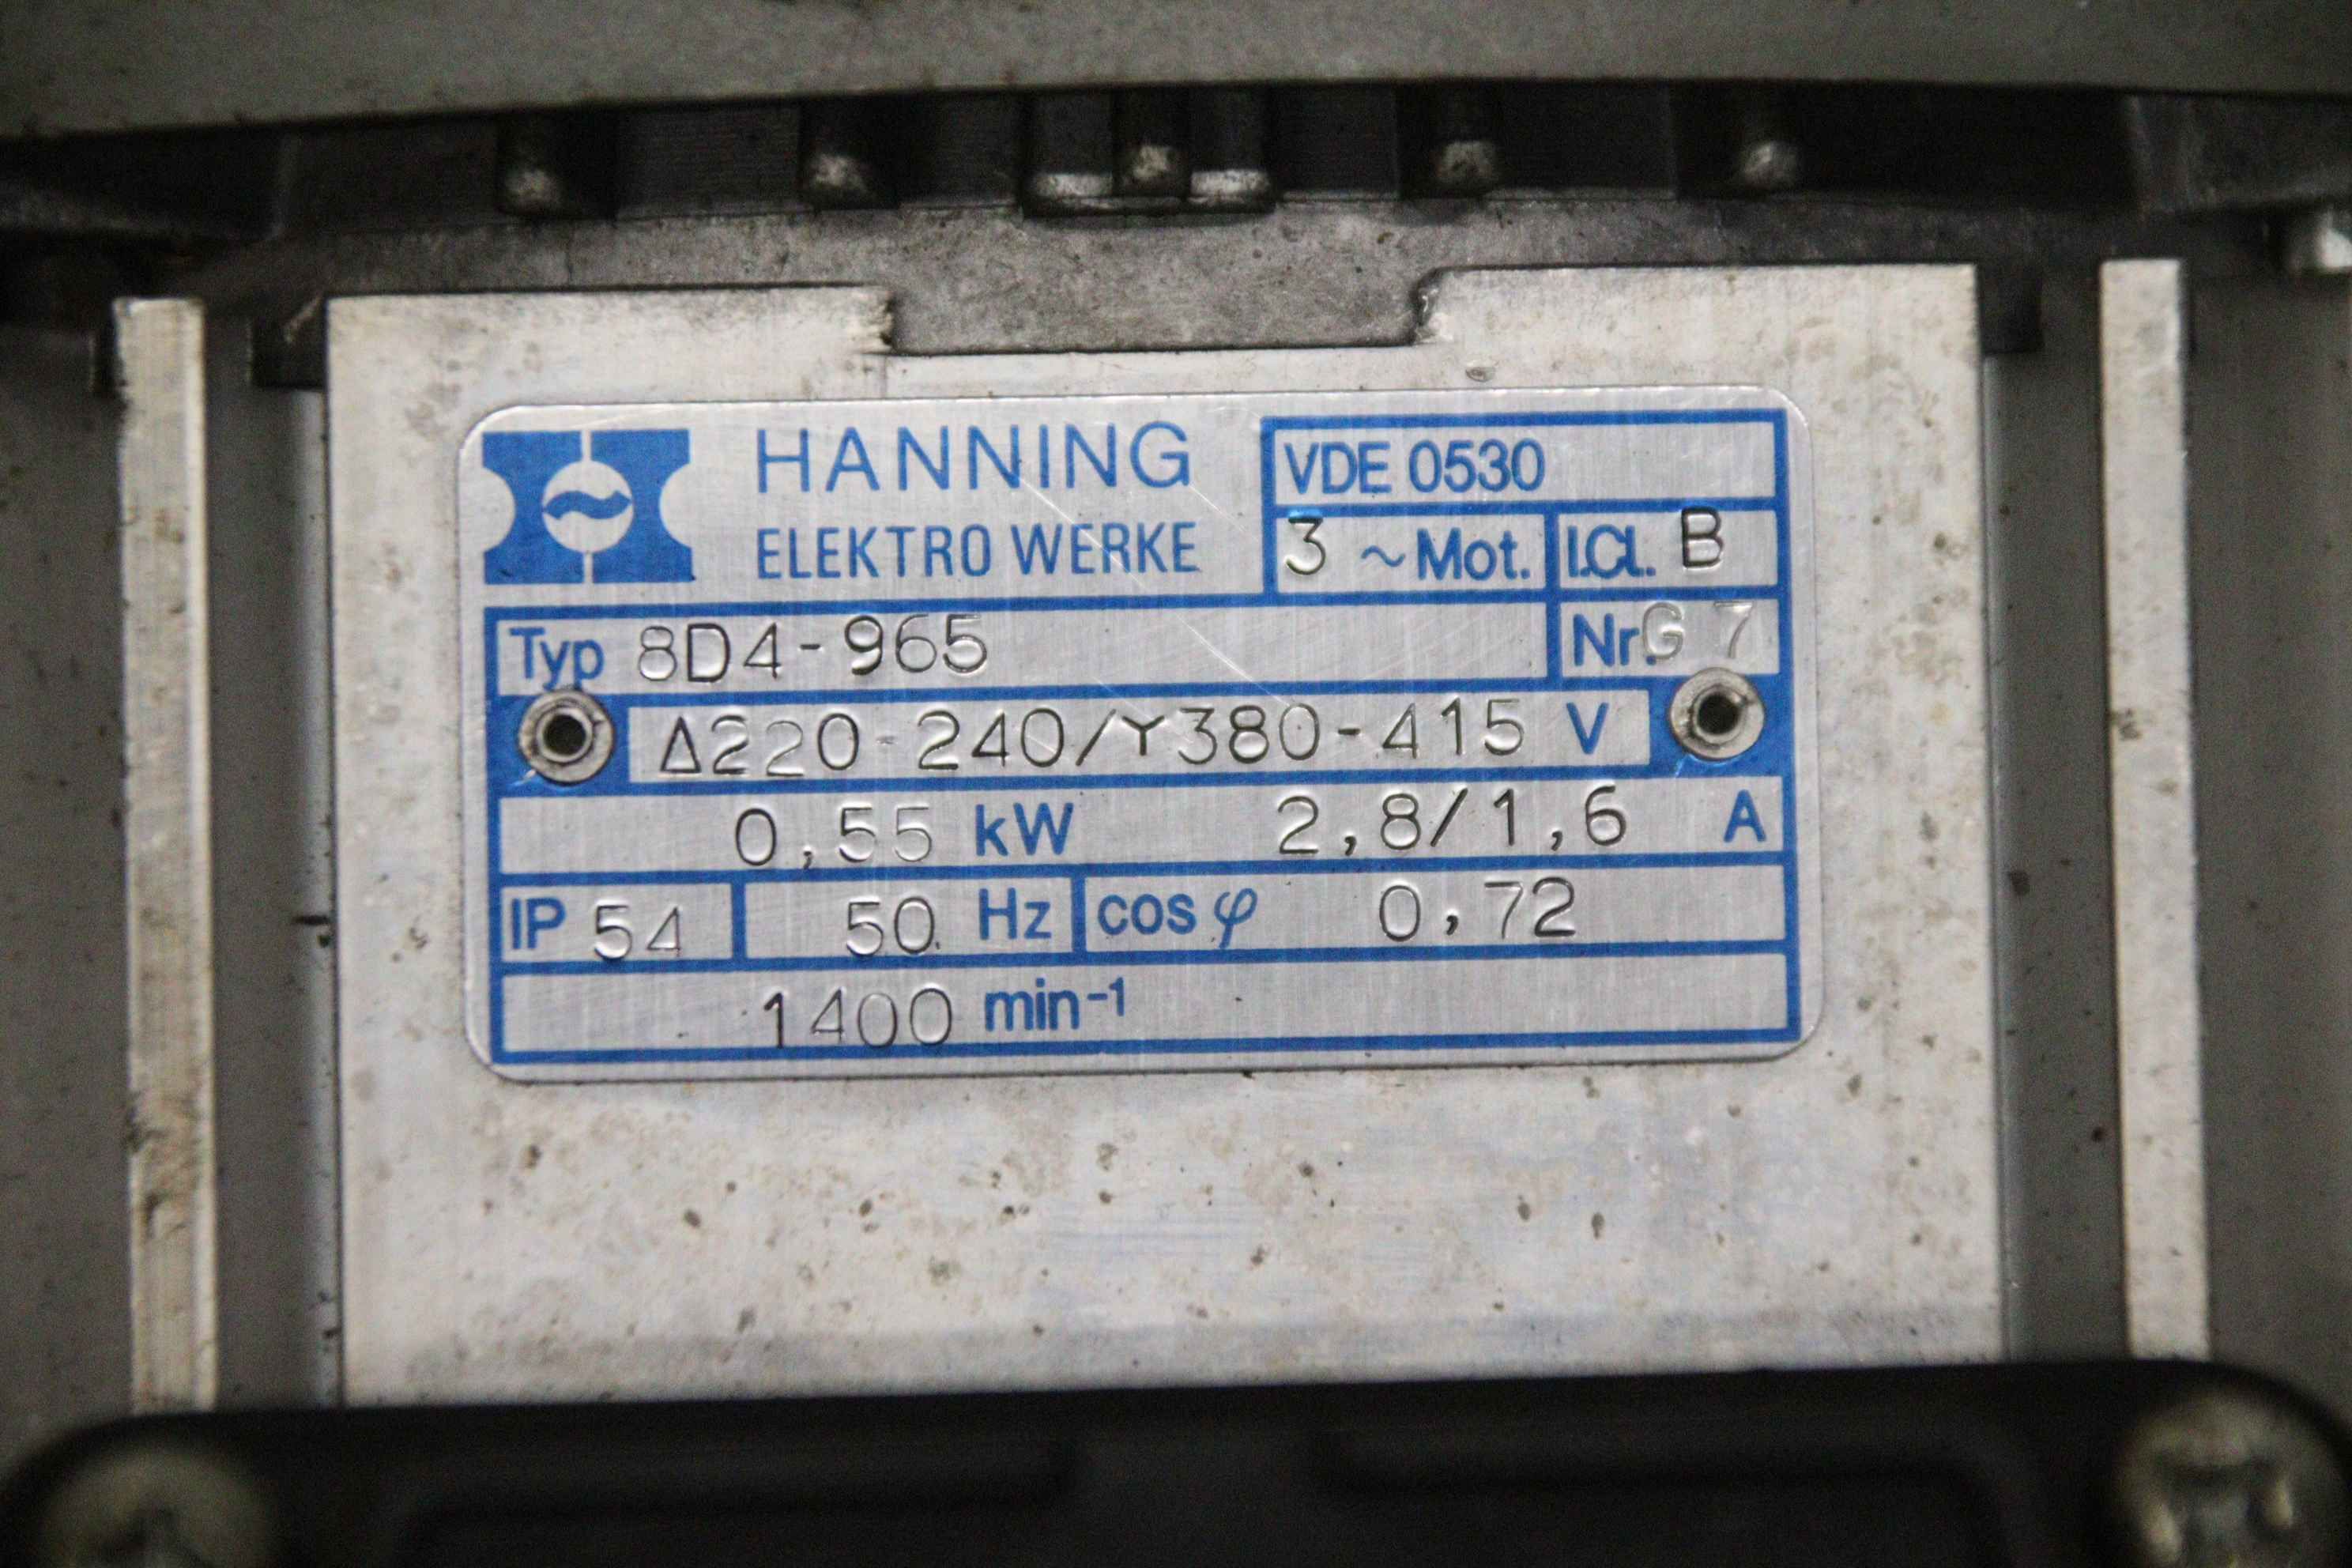 HANNING
ELEKTRO WERKE
VDE 0530
3 ~ Mot. I.CL. B
Typ 8D4-965 Nr. G 7
Δ220-240/Y380-415 V
0,55 kW 2,8/1,6 A
IP 54 50 Hz cos φ 0,72
1400 min-1